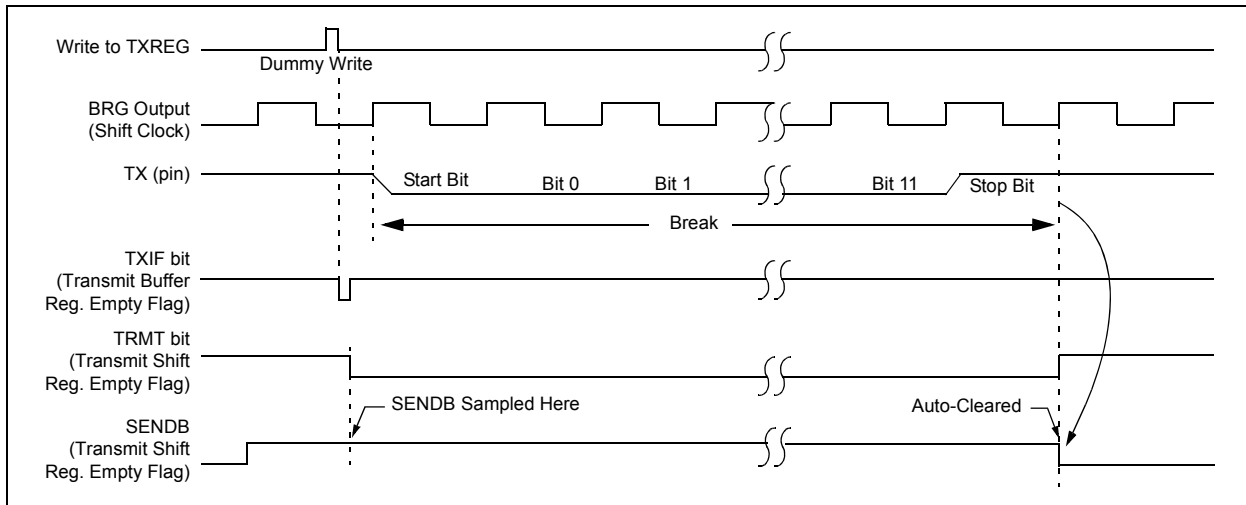 Write to TXREG
Dummy Write
BRG Output
(Shift Clock)
TX (pin)
Start Bit
Bit 0
Bit 1
Bit 11
Stop Bit
Break
TXIF bit
(Transmit Buffer
Reg. Empty Flag)
TRMT bit
(Transmit Shift
Reg. Empty Flag)
SENDB Sampled Here
Auto-Cleared
SENDB
(Transmit Shift
Reg. Empty Flag)